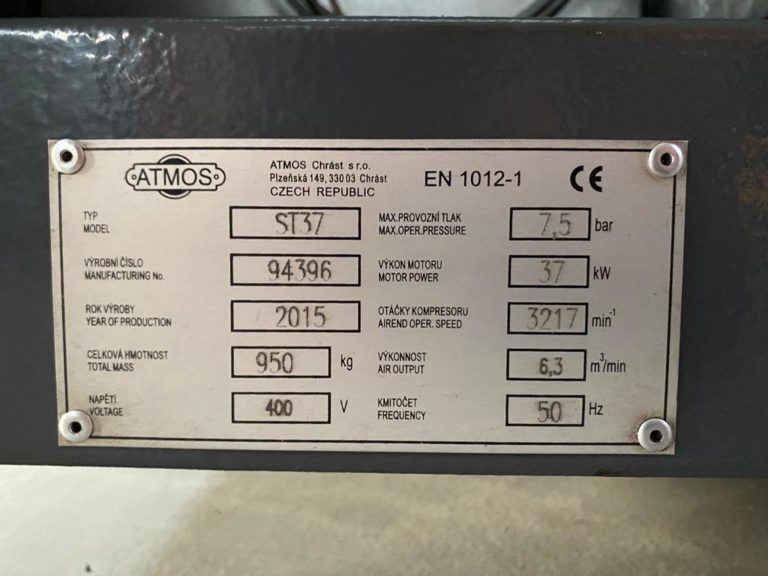 ATMOS
ATMOS Chrást s r.o.
Plzeňská 149, 330 03 Chrást
CZECH REPUBLIC
EN 1012-1
CE
TYP
MODEL
ST37
MAX.PROVOZNÍ TLAK
MAX.OPER.PRESSURE
7,5 bar
VÝROBNÍ ČÍSLO
MANUFACTURING No.
94396
VÝKON MOTORU
MOTOR POWER
37 kW
ROK VÝROBY
YEAR OF PRODUCTION
2015
OTÁČKY KOMPRESORU
AIREND OPER. SPEED
3217 min⁻¹
CELKOVÁ HMOTNOST
TOTAL MASS
950 kg
VÝKONNOST
AIR OUTPUT
6,3 m³/min
NAPĚTÍ
VOLTAGE
400 V
KMITOČET
FREQUENCY
50 Hz